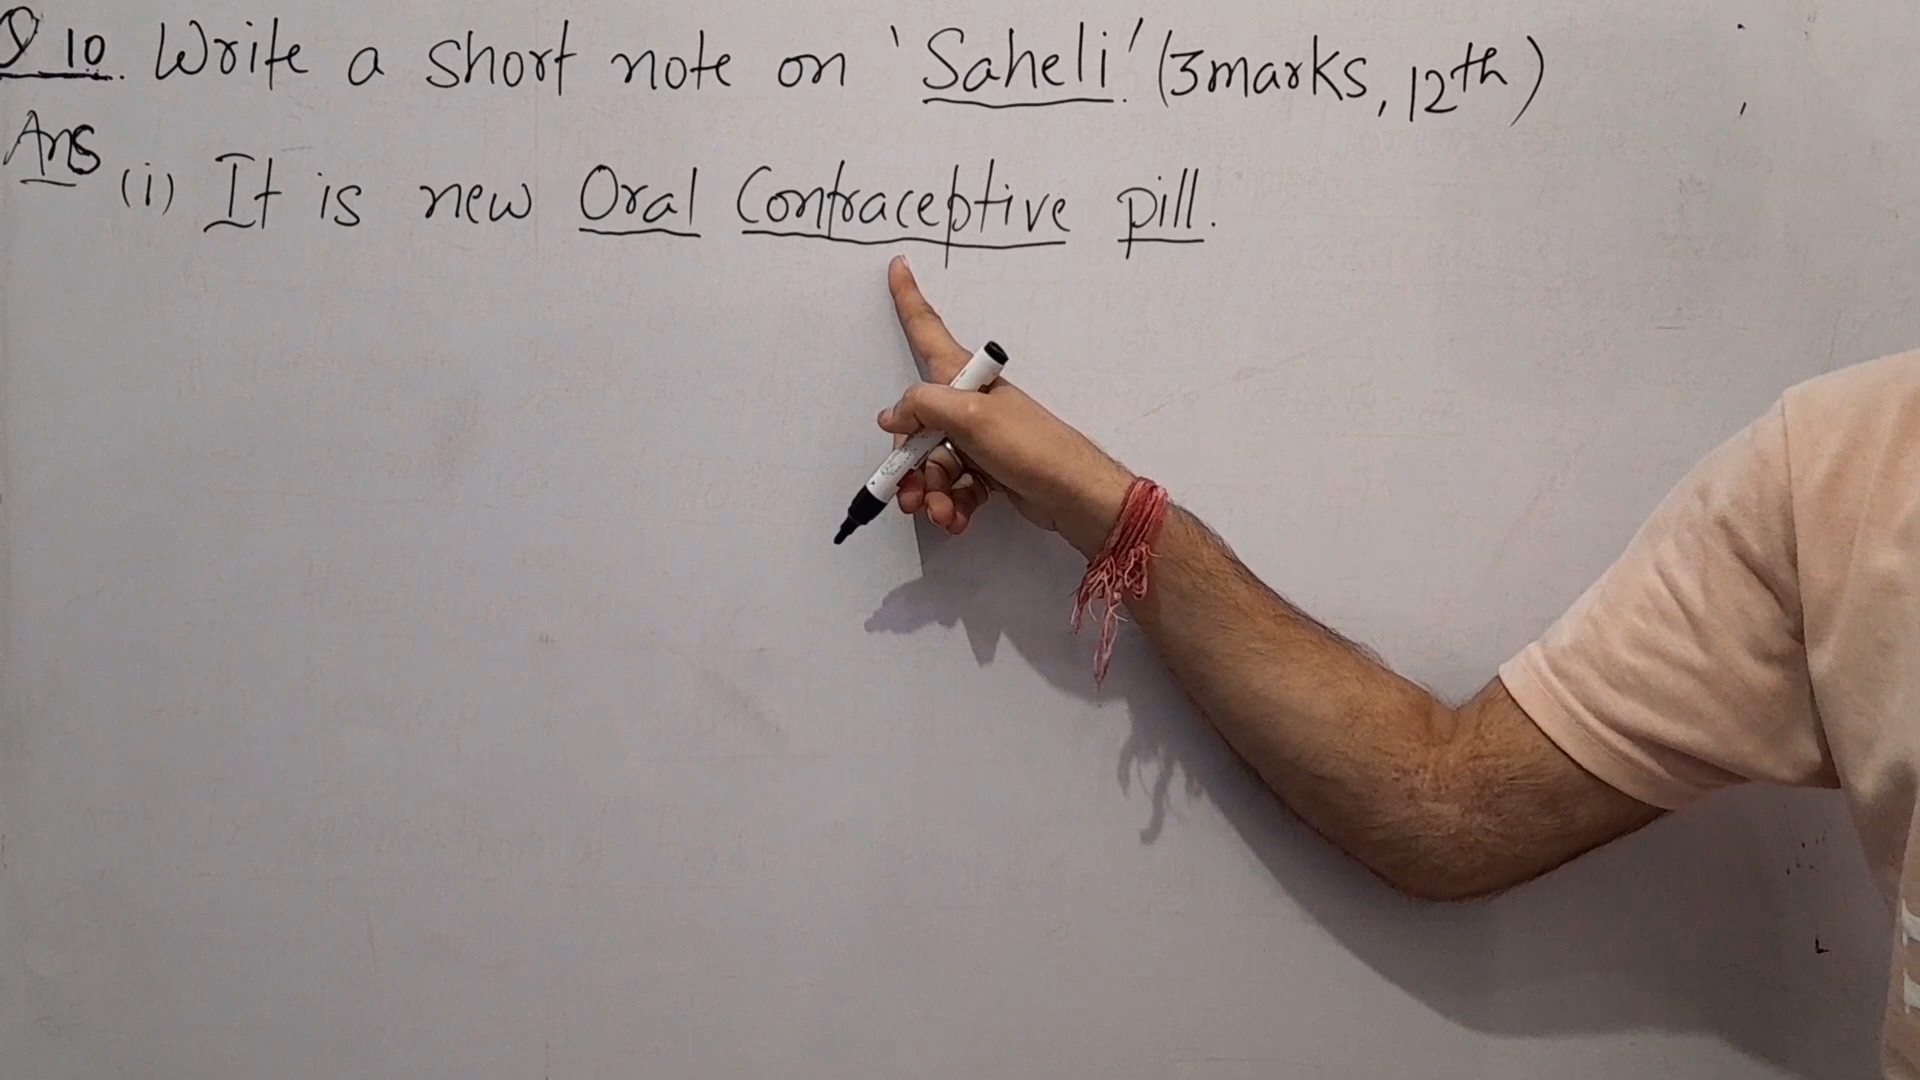 Q 10. Write a short note on 'Saheli.' (3marks, 12th)
Ans
(i) It is new Oral Contraceptive pill.